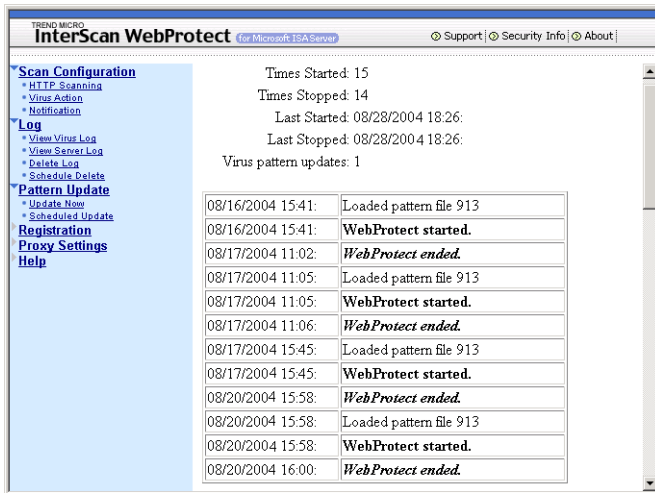 TREND MICRO
InterScan WebProtect for Microsoft ISA Server
Support | Security Info | About
Scan Configuration
HTTP Scanning
Virus Action
Notification
Log
View Virus Log
View Server Log
Delete Log
Schedule Delete
Pattern Update
Update Now
Scheduled Update
Registration
Proxy Settings
Help
Times Started: 15
Times Stopped: 14
Last Started: 08/28/2004 18:26:
Last Stopped: 08/28/2004 18:26:
Virus pattern updates: 1
08/16/2004 15:41: Loaded pattern file 913
08/16/2004 15:41: WebProtect started.
08/17/2004 11:02: WebProtect ended.
08/17/2004 11:05: Loaded pattern file 913
08/17/2004 11:05: WebProtect started.
08/17/2004 11:06: WebProtect ended.
08/17/2004 15:45: Loaded pattern file 913
08/17/2004 15:45: WebProtect started.
08/20/2004 15:58: WebProtect ended.
08/20/2004 15:58: Loaded pattern file 913
08/20/2004 15:58: WebProtect started.
08/20/2004 16:00: WebProtect ended.